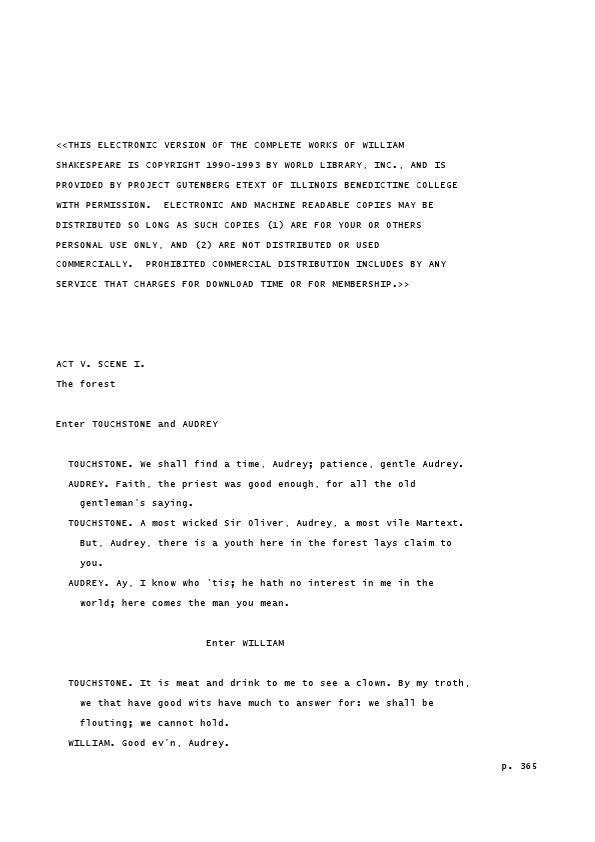 <<THIS ELECTRONIC VERSION OF THE COMPLETE WORKS OF WILLIAM
SHAKESPEARE IS COPYRIGHT 1990-1993 BY WORLD LIBRARY, INC., AND IS
PROVIDED BY PROJECT GUTENBERG ETEXT OF ILLINOIS BENEDICTINE COLLEGE
WITH PERMISSION.  ELECTRONIC AND MACHINE READABLE COPIES MAY BE
DISTRIBUTED SO LONG AS SUCH COPIES (1) ARE FOR YOUR OR OTHERS
PERSONAL USE ONLY, AND (2) ARE NOT DISTRIBUTED OR USED
COMMERCIALLY.  PROHIBITED COMMERCIAL DISTRIBUTION INCLUDES BY ANY
SERVICE THAT CHARGES FOR DOWNLOAD TIME OR FOR MEMBERSHIP.>>
ACT V. SCENE I.
The forest
Enter TOUCHSTONE and AUDREY
TOUCHSTONE. We shall find a time, Audrey; patience, gentle Audrey.
AUDREY. Faith, the priest was good enough, for all the old
gentleman's saying.
TOUCHSTONE. A most wicked Sir Oliver, Audrey, a most vile Martext.
But, Audrey, there is a youth here in the forest lays claim to
you.
AUDREY. Ay, I know who 'tis; he hath no interest in me in the
world; here comes the man you mean.
Enter WILLIAM
TOUCHSTONE. It is meat and drink to me to see a clown. By my troth,
we that have good wits have much to answer for: we shall be
flouting; we cannot hold.
WILLIAM. Good ev'n, Audrey.
p. 365